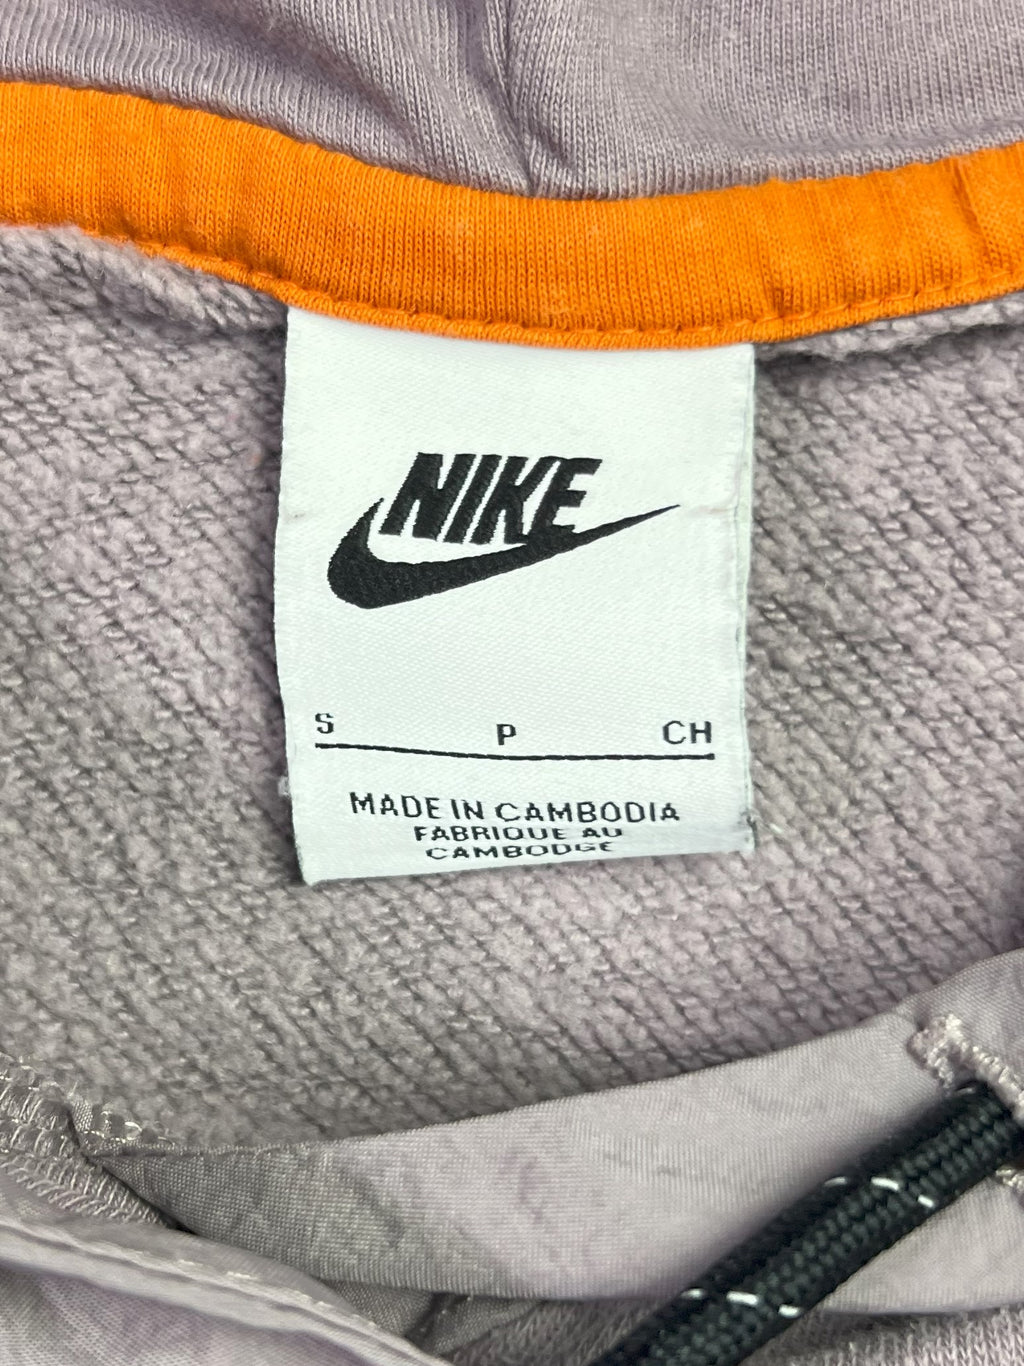 NIKE
S P CH
MADE IN CAMBODIA
FABRIQUE AU
CAMBODGE